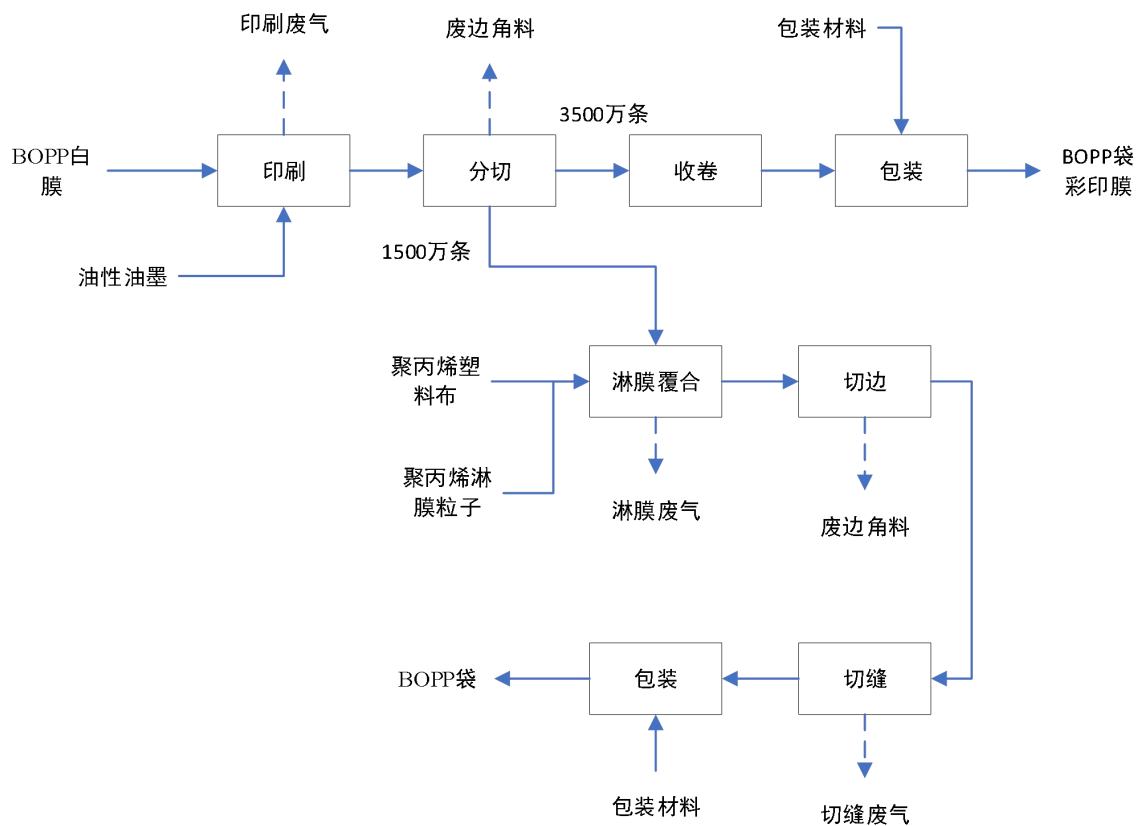 印刷废气
废边角料
包装材料
3500万条
BOPP白
膜
印刷
分切
收卷
包装
BOPP袋
彩印膜
1500万条
油性油墨
聚丙烯塑
料布
淋膜覆合
切边
聚丙烯淋
膜粒子
淋膜废气
废边角料
BOPP袋
包装
切缝
包装材料
切缝废气